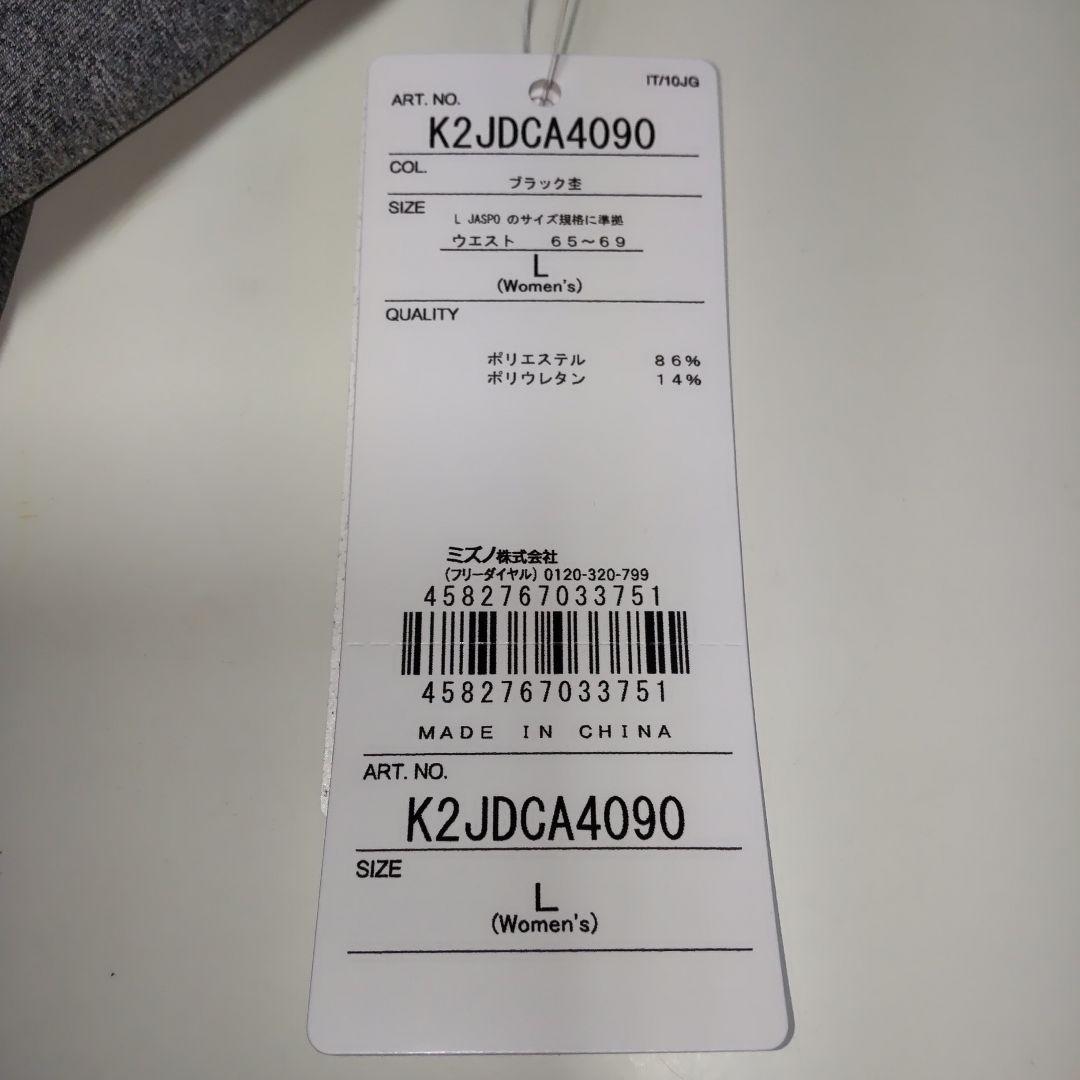 IT/10JG
ART. NO.
K2JDCA4090
COL.
ブラック杢
SIZE
L JASPO のサイズ規格に準拠
ウエスト 65～69
L
(Women's)
QUALITY
ポリエステル 86%
ポリウレタン 14%
ミズノ株式会社
(フリーダイヤル) 0120-320-799
4582767033751
4582767033751
MADE IN CHINA
ART. NO.
K2JDCA4090
SIZE
L
(Women's)